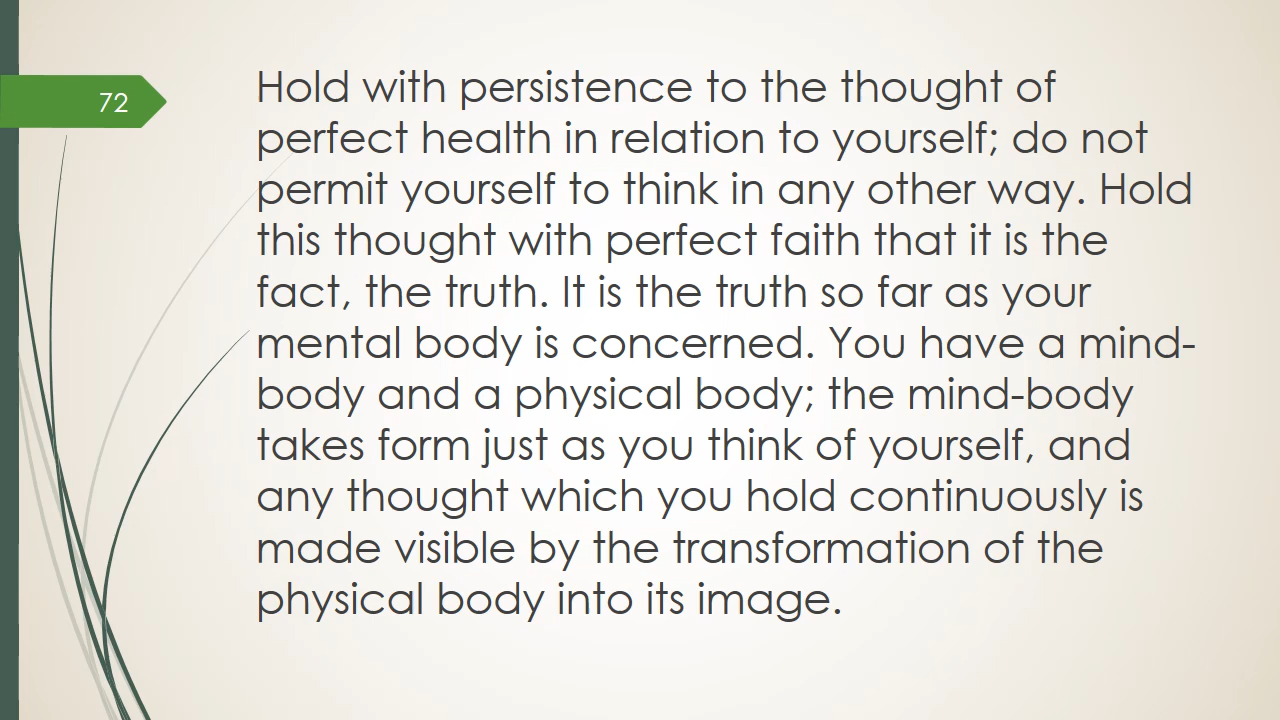 72
Hold with persistence to the thought of
perfect health in relation to yourself; do not
permit yourself to think in any other way. Hold
this thought with perfect faith that it is the
fact, the truth. It is the truth so far as your
mental body is concerned. You have a mind-
body and a physical body; the mind-body
takes form just as you think of yourself, and
any thought which you hold continuously is
made visible by the transformation of the
physical body into its image.